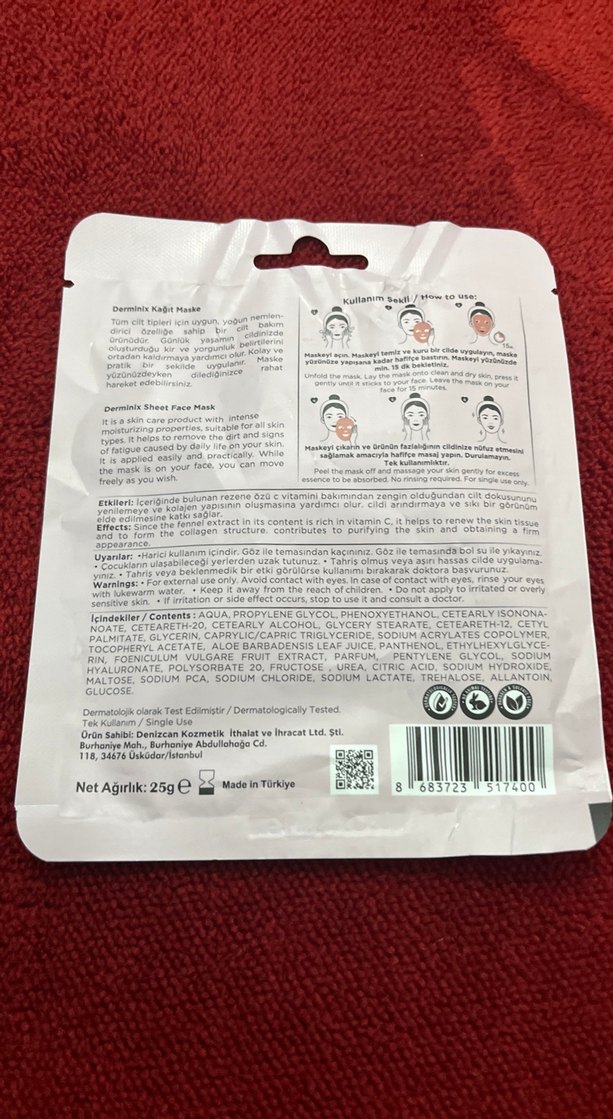 Derminix Kağıt Maske
Tüm cilt tipleri için uygun, yoğun nemlen-
dirici özelliğe sahip bir cilt bakım
ürünüdür. Günlük yaşamın cildinizde
oluşturduğu kir ve yorgunluk belirtilerini
ortadan kaldırmaya yardımcı olur. Kolay ve
pratik bir şekilde uygulanır. Maske
yüzünüzdeyken dilediğinizce rahat
hareket edebilirsiniz.
Derminix Sheet Face Mask
It is a skin care product with intense
moisturizing properties, suitable for all skin
types. It helps to remove the dirt and signs
of fatigue caused by daily life on your skin.
It is applied easily and practically. While
the mask is on your face, you can move
freely as you wish.
Kullanım Şekli / How to use:
15
Maskeyi açın. Maskeyi temiz ve kuru bir cilde uygulayın, maske
yüzünüze yapışana kadar hafifçe bastırın. Maskeyi yüzünüzde
min. 15 dk bekletiniz.
Unfold the mask. Lay the mask onto clean and dry skin, press it
gently until it sticks to your face. Leave the mask on your
face for 15 minutes.
Maskeyi çıkarın ve ürünün fazlalığının cildinize nüfuz etmesini
sağlamak amacıyla hafifçe masaj yapın. Durulamayın.
Tek kullanımlıktır.
Peel the mask off and massage your skin gently for excess
essence to be absorbed. No rinsing required. For single use only.
Etkileri: İçeriğinde bulunan rezene özü c vitamini bakımından zengin olduğundan cilt dokusununu
yenilemeye ve kolajen yapısının oluşmasına yardımcı olur. cildi arındırmaya ve sıkı bir görünüm
elde edilmesine katkı sağlar.
Effects: Since the fennel extract in its content is rich in vitamin C, it helps to renew the skin tissue
and to form the collagen structure. contributes to purifying the skin and obtaining a firm
appearance.
Uyarılar: •Harici kullanım içindir. Göz ile temasından kaçınınız. Göz ile temasında bol su ile yıkayınız.
• Çocukların ulaşabileceği yerlerden uzak tutunuz. • Tahriş olmuş veya aşırı hassas cilde uygulama-
yınız. • Tahriş veya beklenmedik bir etki görülürse kullanımı bırakarak doktora başvurunuz.
Warnings: • For external use only. Avoid contact with eyes. In case of contact with eyes, rinse your eyes
with lukewarm water. • Keep it away from the reach of children. • Do not apply to irritated or overly
sensitive skin. • If irritation or side effect occurs, stop to use it and consult a doctor.
İçindekiler / Contents : AQUA, PROPYLENE GLYCOL, PHENOXYETHANOL, CETEARLY ISONONA-
NOATE, CETEARETH-20, CETEARLY ALCOHOL, GLYCERY STEARATE, CETEARETH-12, CETYL
PALMITATE, GLYCERIN, CAPRYLIC/CAPRIC TRIGLYCERIDE, SODIUM ACRYLATES COPOLYMER,
TOCOPHERYL ACETATE, ALOE BARBADENSIS LEAF JUICE, PANTHENOL, ETHYLHEXYLGLYCE-
RIN, FOENICULUM VULGARE FRUIT EXTRACT, PARFUM, PENTYLENE GLYCOL, SODIUM
HYALURONATE, POLYSORBATE 20, FRUCTOSE , UREA, CITRIC ACID, SODIUM HYDROXIDE,
MALTOSE, SODIUM PCA, SODIUM CHLORIDE, SODIUM LACTATE, TREHALOSE, ALLANTOIN,
GLUCOSE.
Dermatolojik olarak Test Edilmiştir / Dermatologically Tested.
Tek Kullanım / Single Use
Ürün Sahibi: Denizcan Kozmetik İthalat ve İhracat Ltd. Şti.
Burhaniye Mah., Burhaniye Abdullahağa Cd.
118, 34676 Üsküdar/İstanbul
Net Ağırlık: 25g e
Made in Türkiye
8 683723 517400